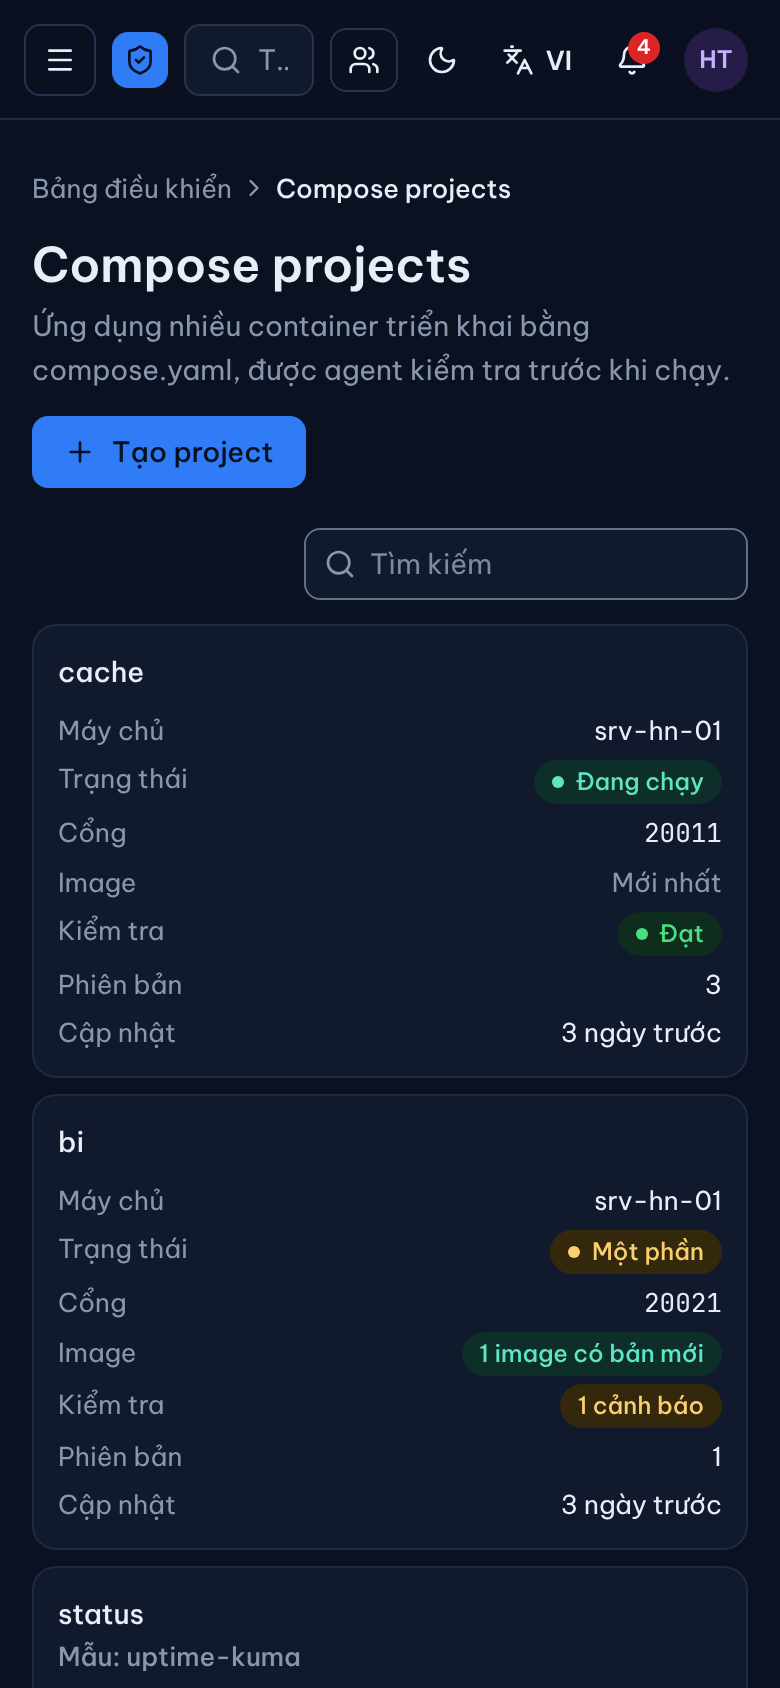 T..
VI
4
HT
Bảng điều khiển > Compose projects
Compose projects
Ứng dụng nhiều container triển khai bằng
compose.yaml, được agent kiểm tra trước khi chạy.
+ Tạo project
Tìm kiếm
cache
Máy chủ srv-hn-01
Trạng thái Đang chạy
Cổng 20011
Image Mới nhất
Kiểm tra Đạt
Phiên bản 3
Cập nhật 3 ngày trước
bi
Máy chủ srv-hn-01
Trạng thái Một phần
Cổng 20021
Image 1 image có bản mới
Kiểm tra 1 cảnh báo
Phiên bản 1
Cập nhật 3 ngày trước
status
Mẫu: uptime-kuma